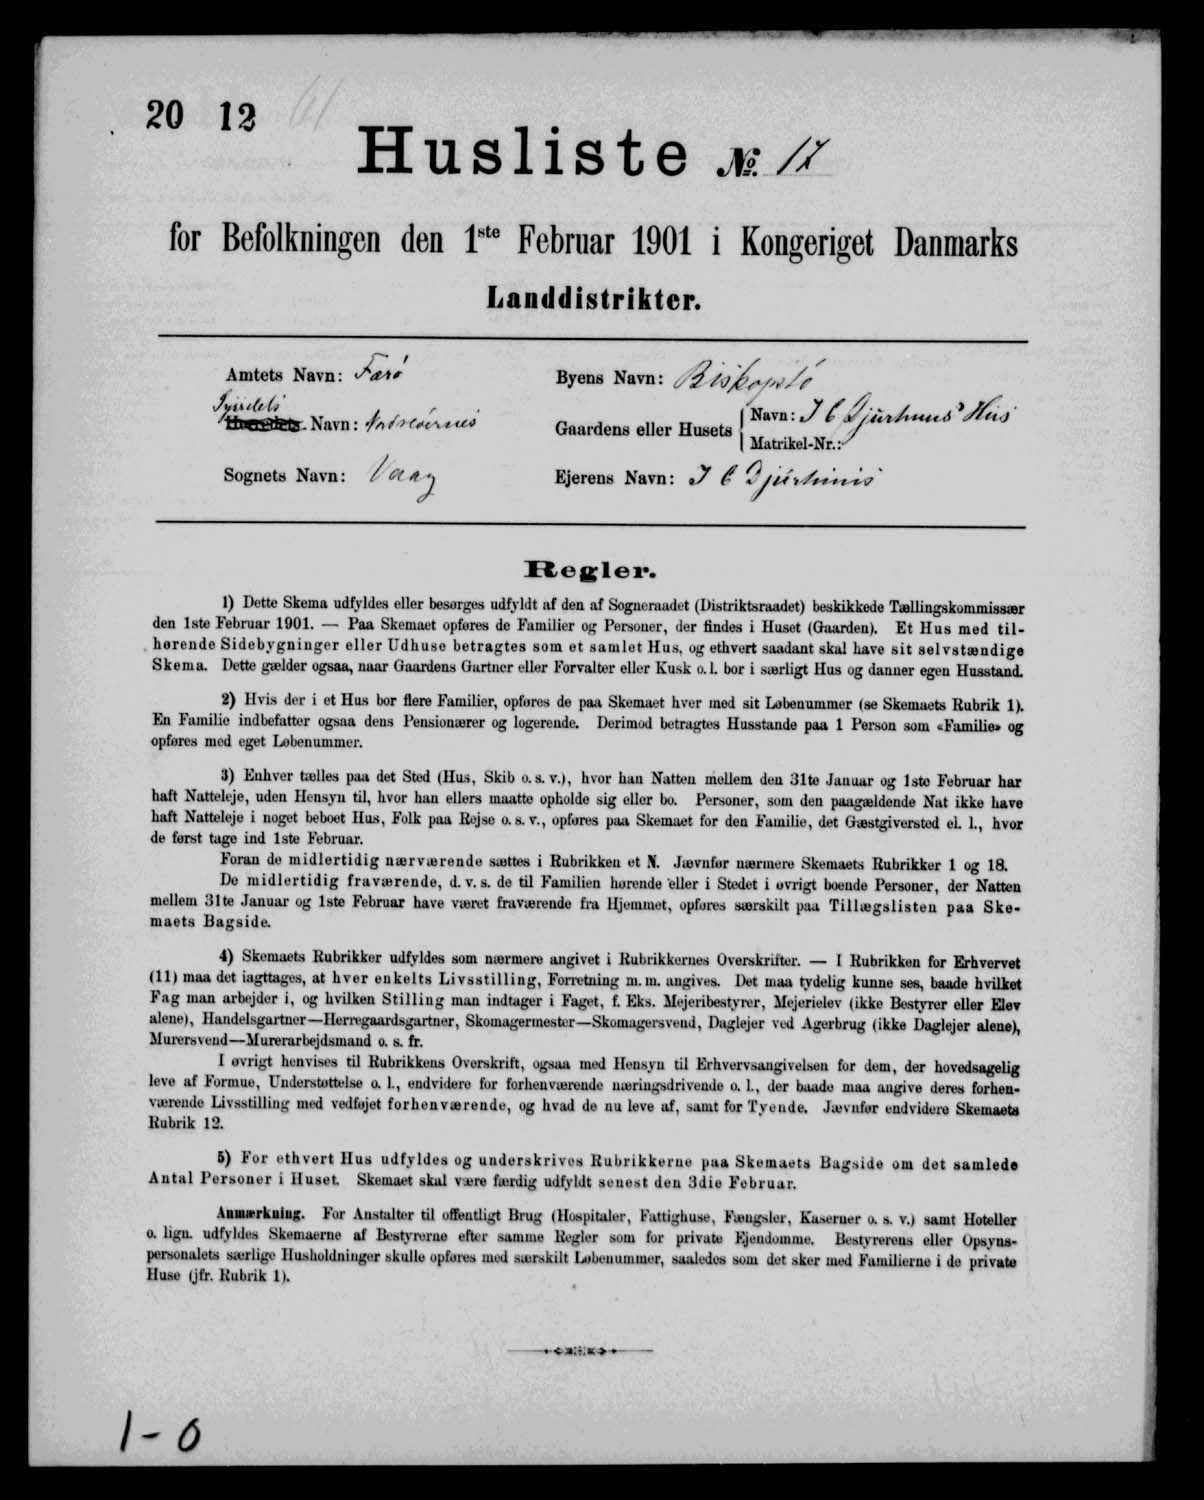 20 12 61
Husliste № 17
for Befolkningen den 1ste Februar 1901 i Kongeriget Danmarks
Landdistrikter.
Amtets Navn: Færø
Byens Navn: Biskopstö
Syssels
Herredets Navn: Norderøernes
Gaardens eller Husets
Navn: J C Djurhuus' Hus
Matrikel-Nr.:
Sognets Navn: Vaag
Ejerens Navn: J C Djurhuus
Regler.
1) Dette Skema udfyldes eller besørges udfyldt af den af Sogneraadet (Distriktsraadet) beskikkede Tællingskommissær
den 1ste Februar 1901. — Paa Skemaet opføres de Familier og Personer, der findes i Huset (Gaarden). Et Hus med til-
hørende Sidebygninger eller Udhuse betragtes som et samlet Hus, og ethvert saadant skal have sit selvstændige
Skema. Dette gælder ogsaa, naar Gaardens Gartner eller Forvalter eller Kusk o. l. bor i særligt Hus og danner egen Husstand.
2) Hvis der i et Hus bor flere Familier, opføres de paa Skemaet hver med sit Løbenummer (se Skemaets Rubrik 1).
En Familie indbefatter ogsaa dens Pensionærer og logerende. Derimod betragtes Husstande paa 1 Person som «Familie» og
opføres med eget Løbenummer.
3) Enhver tælles paa det Sted (Hus, Skib o. s. v.), hvor han Natten mellem den 31te Januar og 1ste Februar har
haft Natteleje, uden Hensyn til, hvor han ellers maatte opholde sig eller bo. Personer, som den paagældende Nat ikke have
haft Natteleje i noget beboet Hus, Folk paa Rejse o. s. v., opføres paa Skemaet for den Familie, det Gæstgiversted el. l., hvor
de først tage ind 1ste Februar.
Foran de midlertidig nærværende sættes i Rubrikken et N. Jævnfør nærmere Skemaets Rubrikker 1 og 18.
De midlertidig fraværende, d. v. s. de til Familien hørende eller i Stedet i øvrigt boende Personer, der Natten
mellem 31te Januar og 1ste Februar have været fraværende fra Hjemmet, opføres særskilt paa Tillægslisten paa Ske-
maets Bagside.
4) Skemaets Rubrikker udfyldes som nærmere angivet i Rubrikkernes Overskrifter. — I Rubrikken for Erhvervet
(11) maa det iagttages, at hver enkelts Livsstilling, Forretning m. m. angives. Det maa tydelig kunne ses, baade hvilket
Fag man arbejder i, og hvilken Stilling man indtager i Faget, f. Eks. Mejeribestyrer, Mejerielev (ikke Bestyrer eller Elev
alene), Handelsgartner—Herregaardsgartner, Skomagermester—Skomagersvend, Daglejer ved Agerbrug (ikke Daglejer alene),
Murersvend—Murerarbejdsmand o. s. fr.
I øvrigt henvises til Rubrikkens Overskrift, ogsaa med Hensyn til Erhvervsangivelsen for dem, der hovedsagelig
leve af Formue, Understøttelse o. l., endvidere for forhenværende næringsdrivende o. l., der baade maa angive deres forhen-
værende Livsstilling med vedføjet forhenværende, og hvad de nu leve af, samt for Tyende. Jævnfør endvidere Skemaets
Rubrik 12.
5) For ethvert Hus udfyldes og underskrives Rubrikkerne paa Skemaets Bagside om det samlede
Antal Personer i Huset. Skemaet skal være færdig udfyldt senest den 3die Februar.
Anmærkning. For Anstalter til offentligt Brug (Hospitaler, Fattighuse, Fængsler, Kaserner o. s. v.) samt Hoteller
o. lign. udfyldes Skemaerne af Bestyrerne efter samme Regler som for private Ejendomme. Bestyrerens eller Opsyns-
personalets særlige Husholdninger skulle opføres med særskilt Løbenummer, saaledes som det sker med Familierne i de private
Huse (jfr. Rubrik 1).
1-0